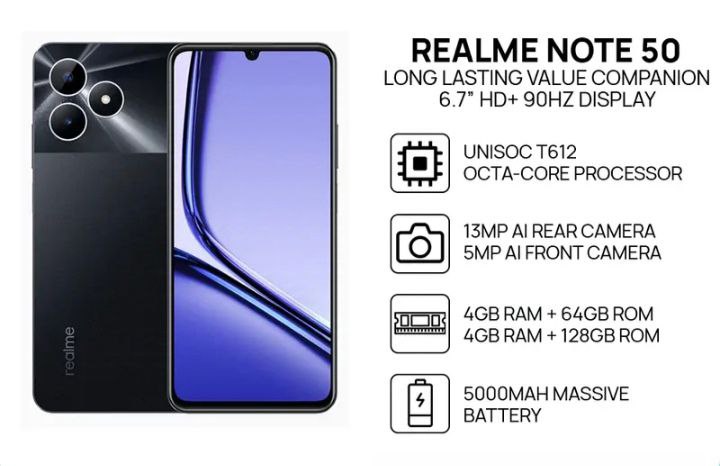 realme
REALME NOTE 50
LONG LASTING VALUE COMPANION
6.7” HD+ 90HZ DISPLAY
UNISOC T612
OCTA-CORE PROCESSOR
13MP AI REAR CAMERA
5MP AI FRONT CAMERA
4GB RAM + 64GB ROM
4GB RAM + 128GB ROM
5000MAH MASSIVE
BATTERY